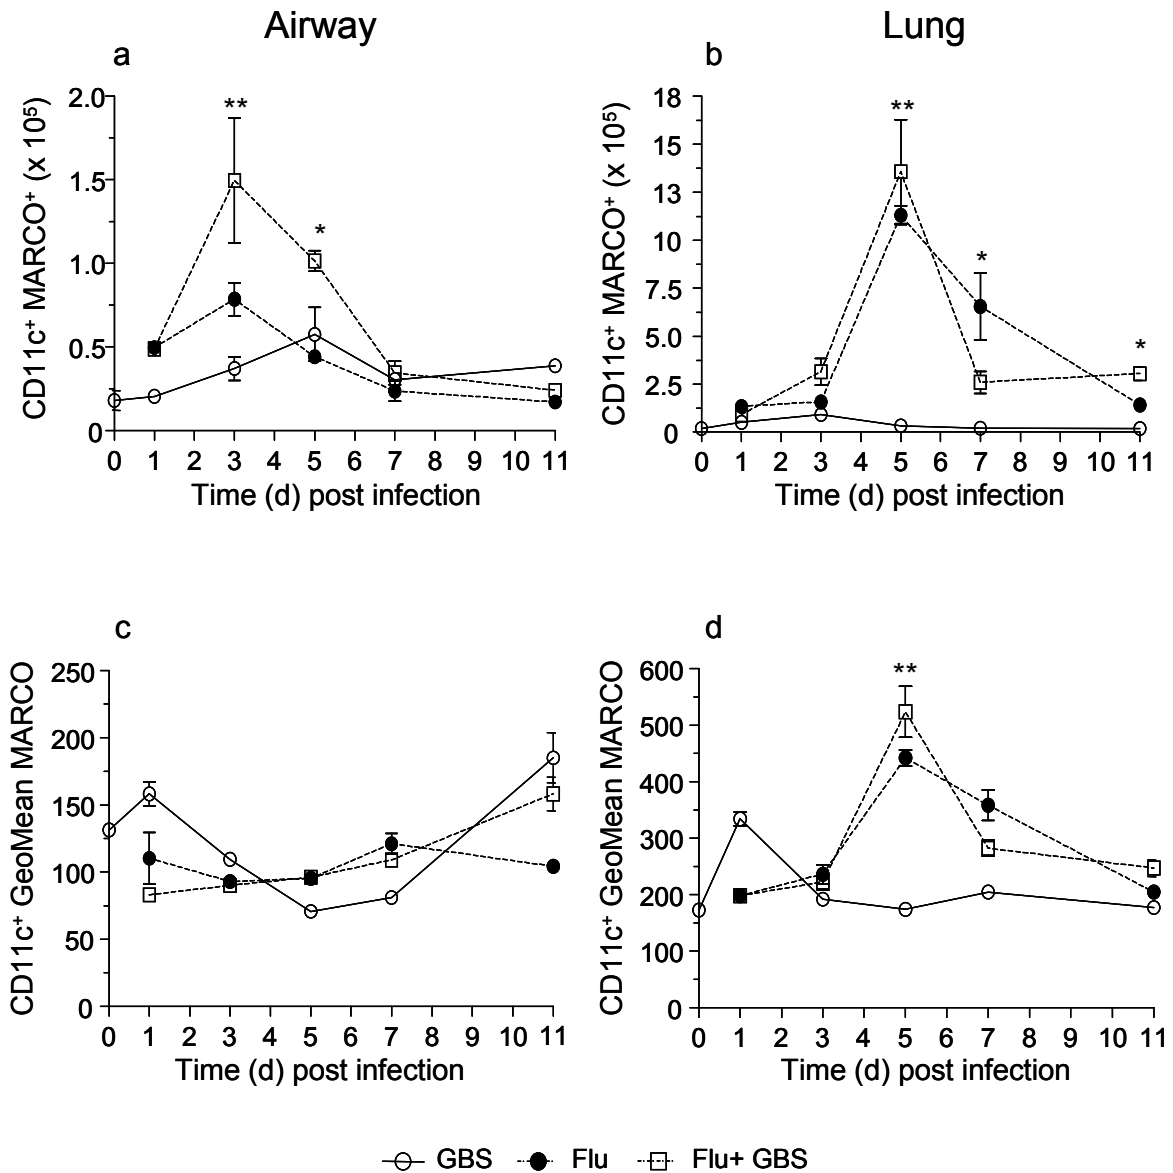 Airway
Lung
a
CD11c⁺ MARCO⁺ (x 10⁵)
2.0
1.5
1.0
0.5
0
**
*
0 1 2 3 4 5 6 7 8 9 10 11
Time (d) post infection
b
CD11c⁺ MARCO⁺ (x 10⁵)
18
15
13
10
7.5
5.0
2.5
0
**
*
*
0 1 2 3 4 5 6 7 8 9 10 11
Time (d) post infection
c
CD11c⁺ GeoMean MARCO
250
200
150
100
50
0
0 1 2 3 4 5 6 7 8 9 10 11
Time (d) post infection
d
CD11c⁺ GeoMean MARCO
600
500
400
300
200
100
0
**
0 1 2 3 4 5 6 7 8 9 10 11
Time (d) post infection
GBS Flu Flu+ GBS